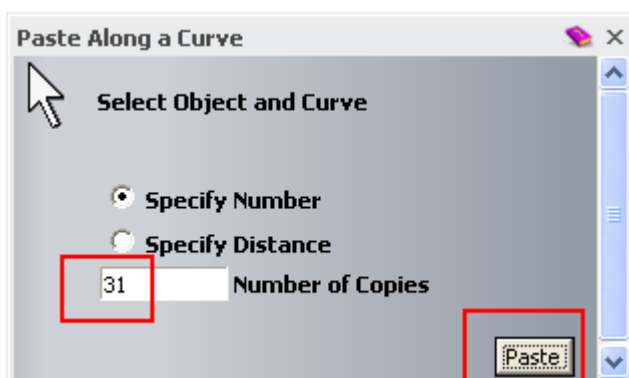 Paste Along a Curve
Select Object and Curve
Specify Number
Specify Distance
31 Number of Copies
Paste